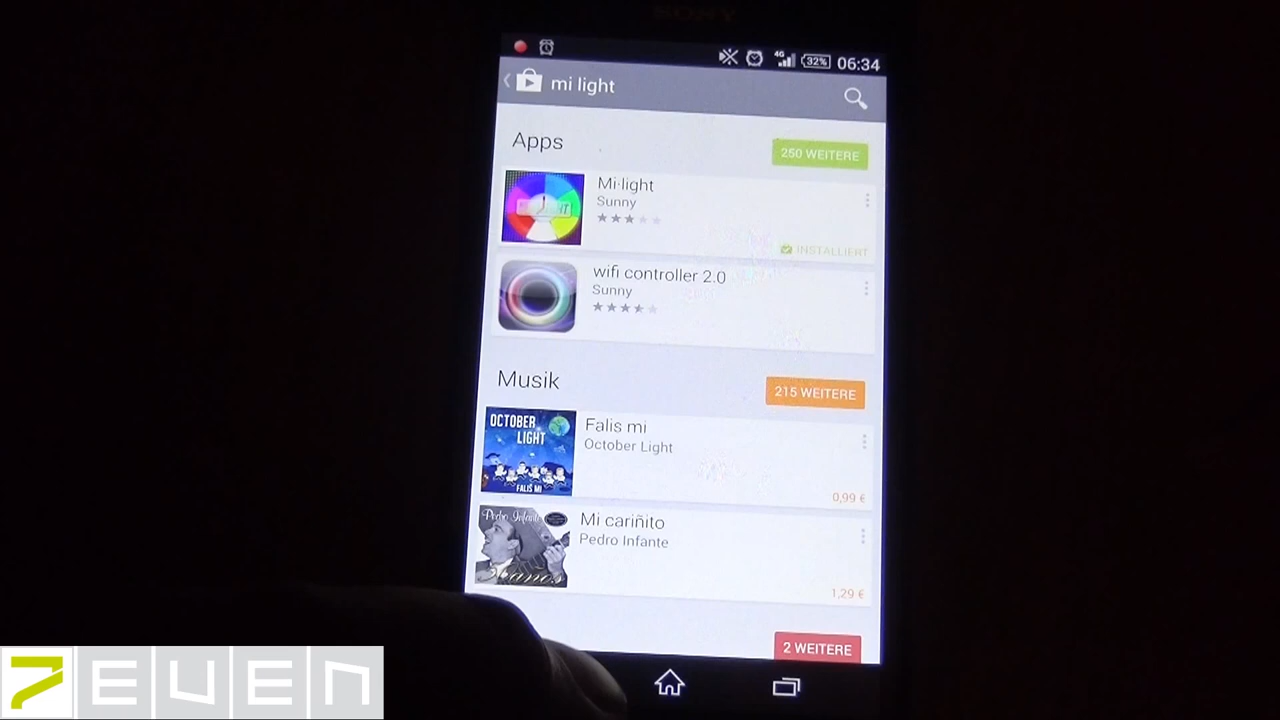 SONY
4G 32% 06:34
mi light
Apps
250 WEITERE
Mi·light
Sunny
INSTALLIERT
wifi controller 2.0
Sunny
Musik
215 WEITERE
OCTOBER
LIGHT
FALIS MI
Falis mi
October Light
0,99 €
Pedro Infante
Mi cariñito
Pedro Infante
1,29 €
2 WEITERE
7EVEN